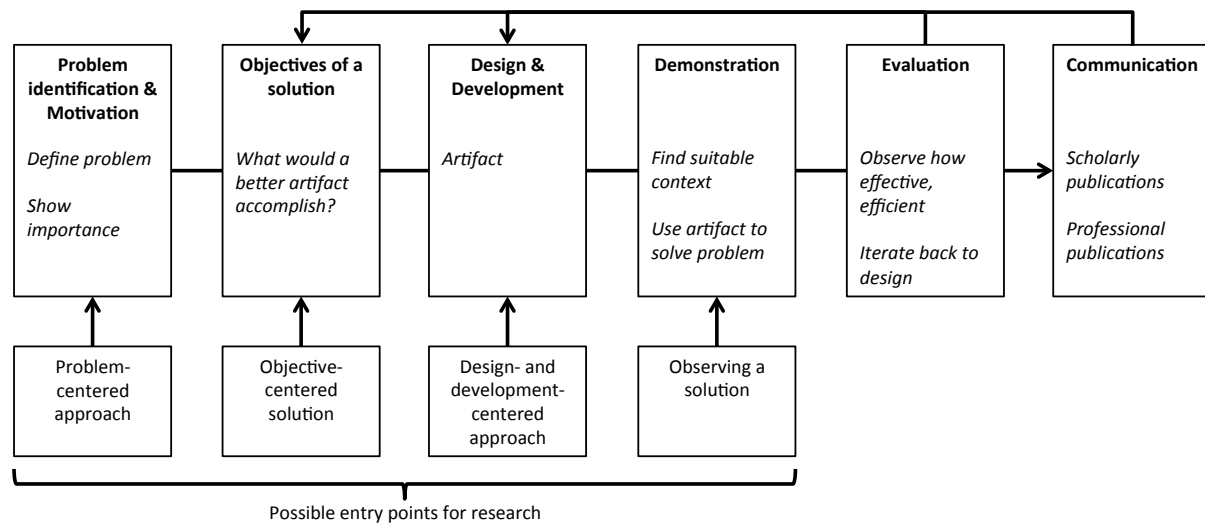 Problem
identification &
Motivation
Define problem
Show
importance
Objectives of a
solution
What would a
better artifact
accomplish?
Design &
Development
Artifact
Demonstration
Find suitable
context
Use artifact to
solve problem
Evaluation
Observe how
effective,
efficient
Iterate back to
design
Communication
Scholarly
publications
Professional
publications
Problem-
centered
approach
Objective-
centered
solution
Design- and
development-
centered
approach
Observing a
solution
Possible entry points for research